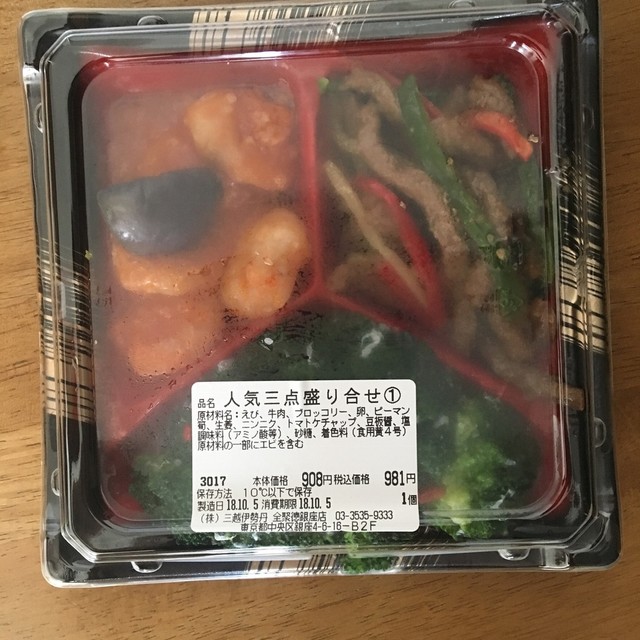 品名 人気三点盛り合せ①
原材料名：えび、牛肉、ブロッコリー、卵、ピーマン
筍、生姜、ニンニク、トマトケチャップ、豆板醤、塩
調味料（アミノ酸等）、砂糖、着色料（食用黄４号）
原材料の一部にエビを含む
3017 本体価格 908円 税込価格 981円
保存方法 10℃以下で保存 1個
製造日18.10.5 消費期限18.10.5
（株）三越伊勢丹 全聚徳銀座店 03-3535-9333
東京都中央区銀座4-6-16-B2F